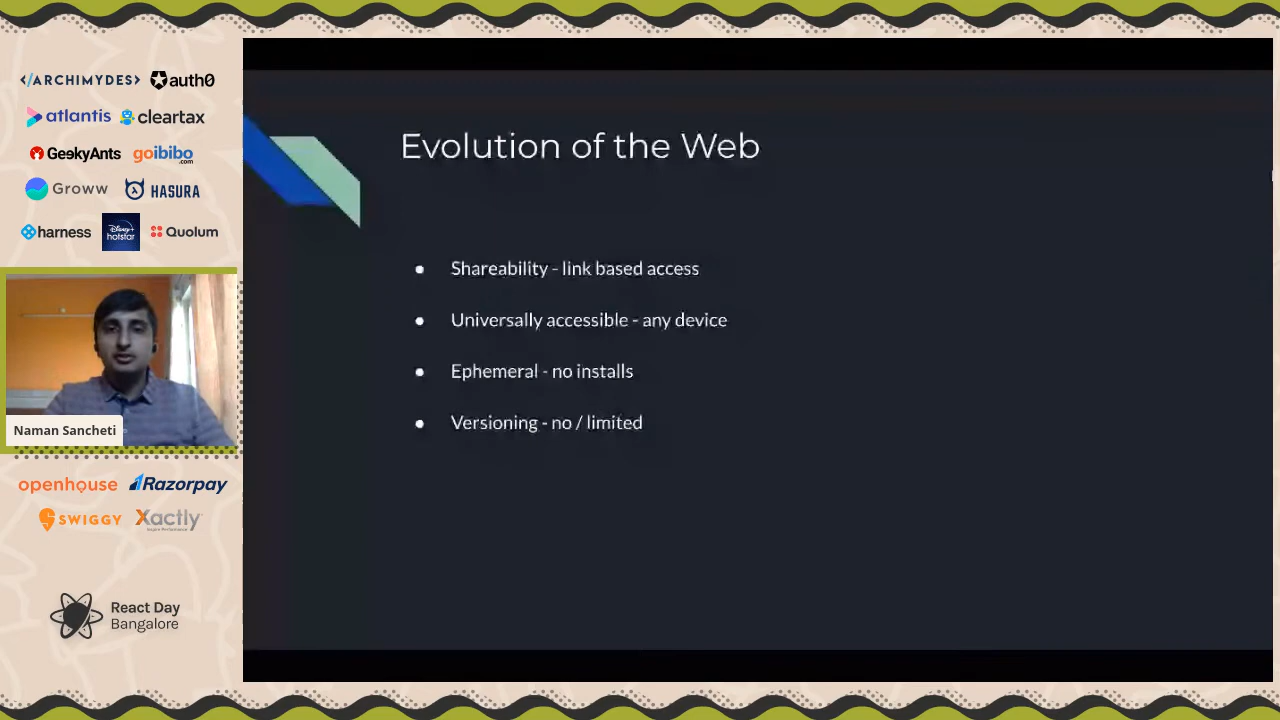 </ARCHIMYDES> auth0
atlantis cleartax
GeekyAnts goibibo.com
Groww HASURA
harness Disney+ hotstar Quolum
Naman Sancheti
openhouse Razorpay
SWIGGY Xactly
React Day
Bangalore
Evolution of the Web
● Shareability - link based access
● Universally accessible - any device
● Ephemeral - no installs
● Versioning - no / limited